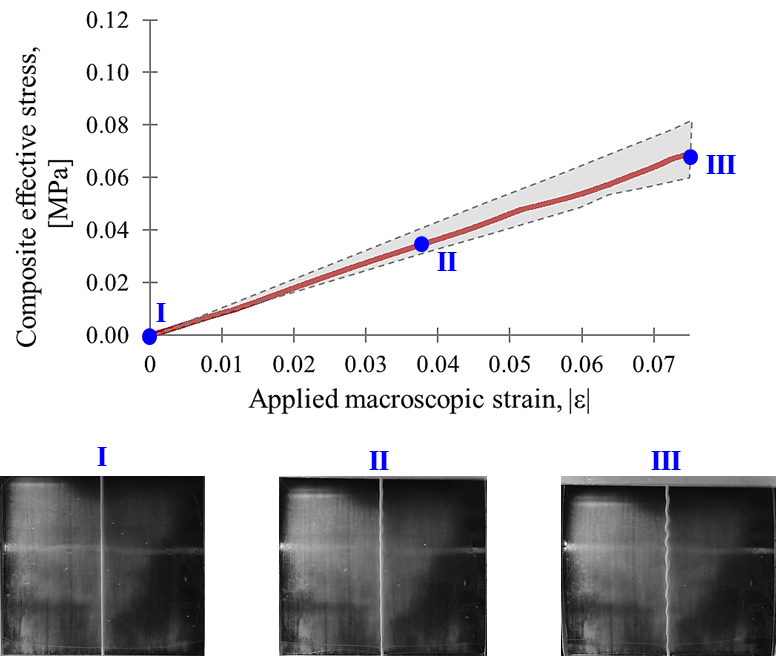 0.12
0.10
0.08
0.06
0.04
0.02
0.00
Composite effective stress,
[MPa]
I
II
III
0 0.01 0.02 0.03 0.04 0.05 0.06 0.07
Applied macroscopic strain, |ε|
I II III